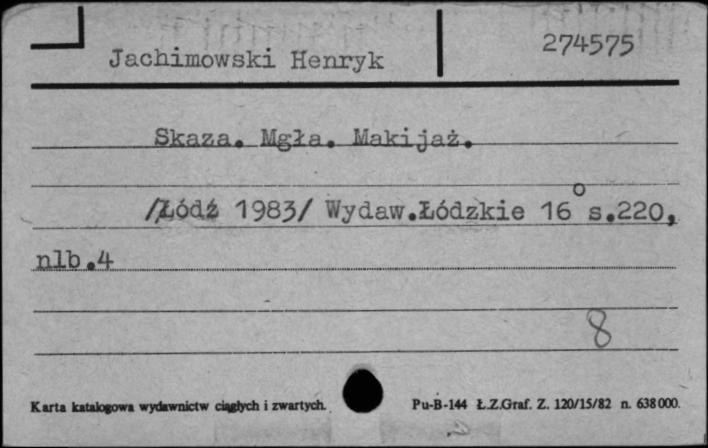 Jachimowski Henryk
274575
Skaza. Mgła. Makijaż.
/Łódź 1983/ Wydaw.Łódzkie 16° s.220,
nlb.4
8
Karta katalogowa wydawnictw ciągłych i zwartych.
Pu-B-144 Ł.Z.Graf. Z. 120/15/82 n. 638000.